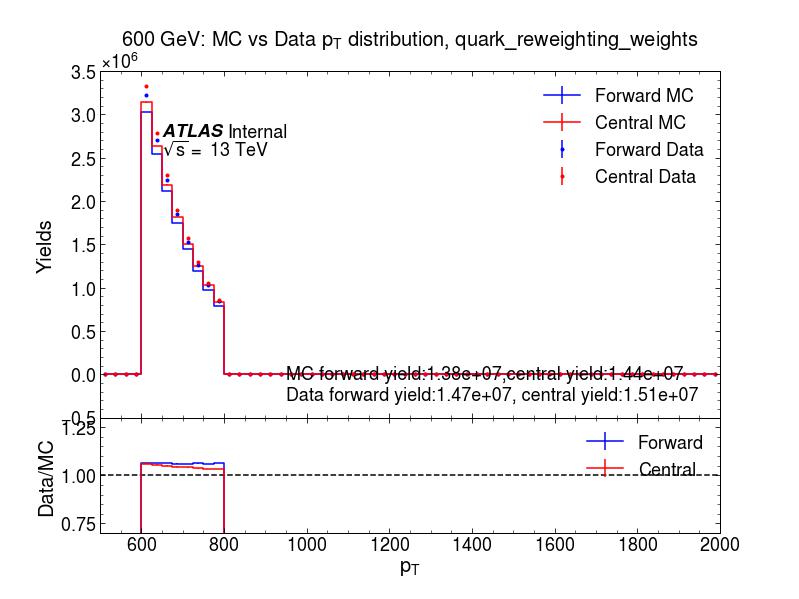 600 GeV: MC vs Data pT distribution, quark_reweighting_weights
×10⁶
3.5
3.0
2.5
2.0
1.5
1.0
0.5
0.0
0.5
Yields
ATLAS Internal
√s = 13 TeV
Forward MC
Central MC
Forward Data
Central Data
MC forward yield:1.38e+07,central yield:1.44e+07
Data forward yield:1.47e+07, central yield:1.51e+07
1.25
1.00
0.75
Data/MC
Forward
Central
600 800 1000 1200 1400 1600 1800 2000
pT